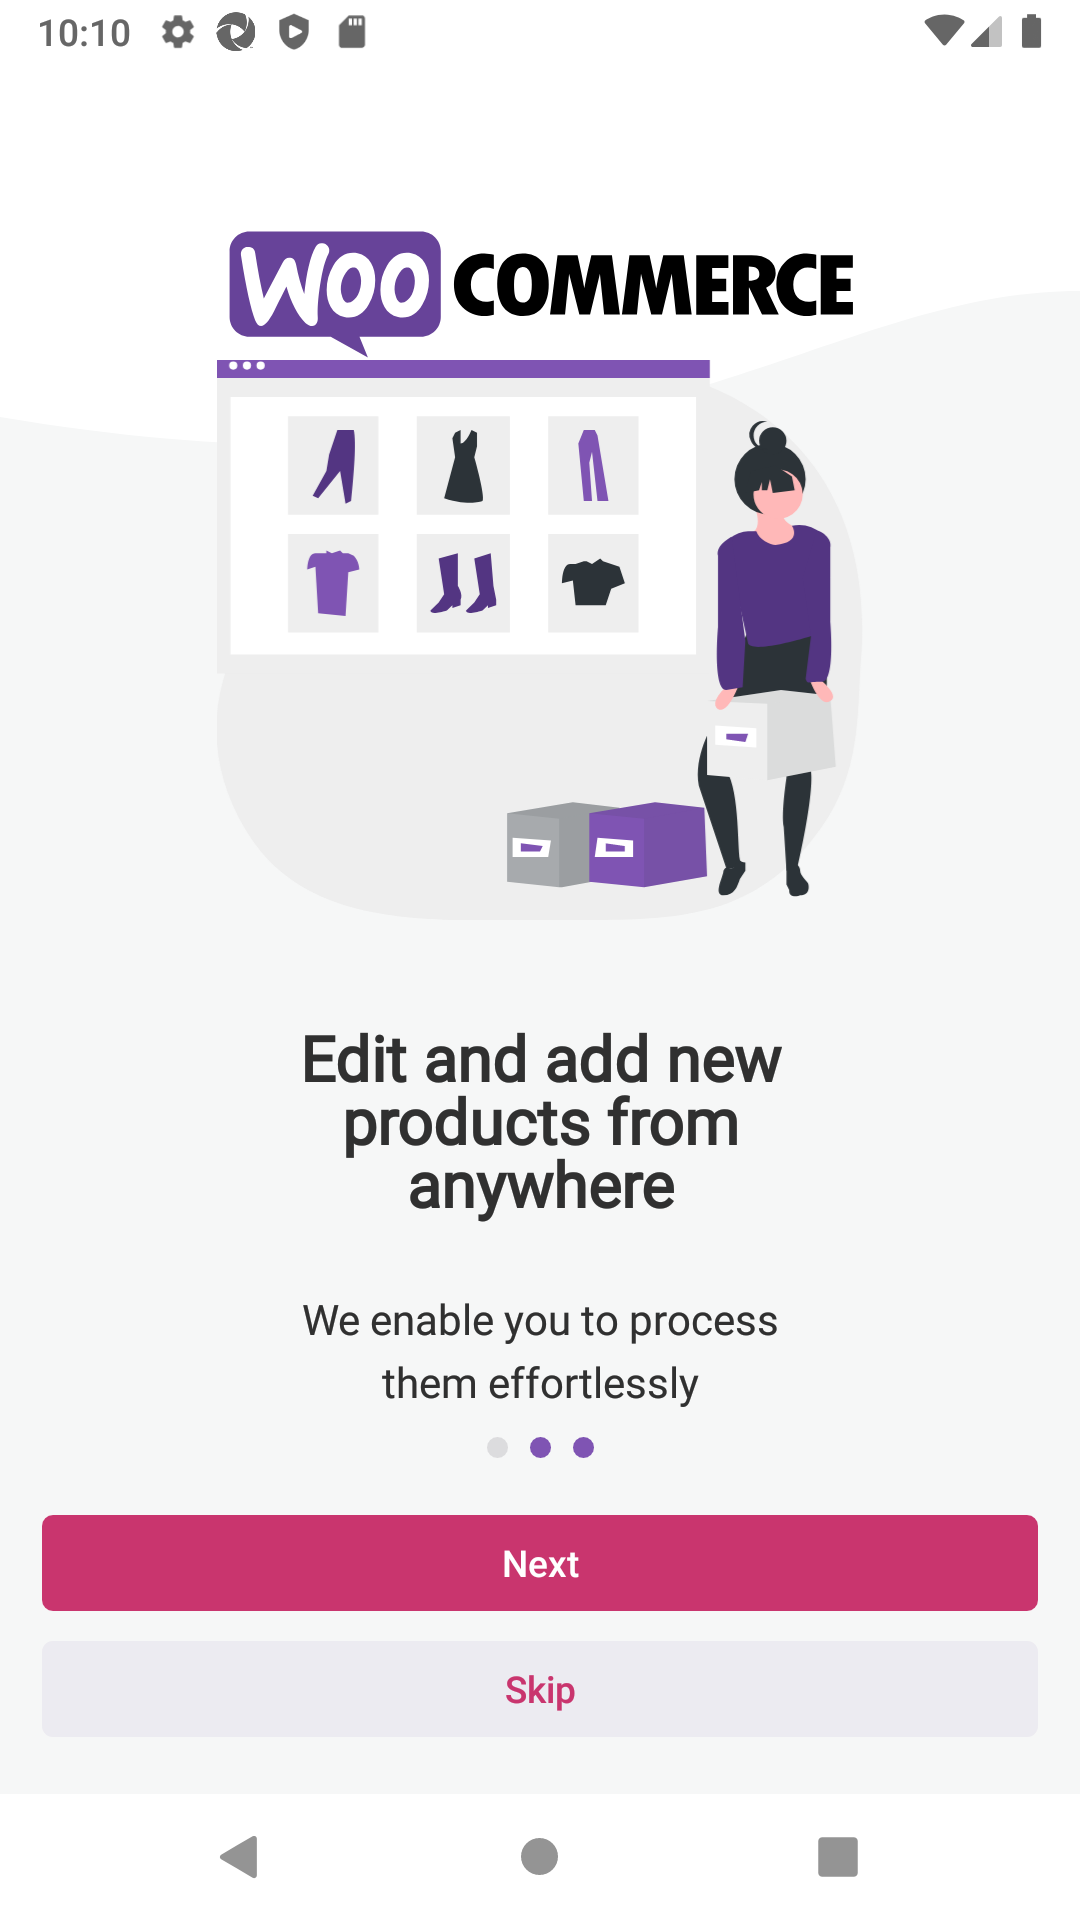 10:10
WOO COMMERCE
Edit and add new
products from
anywhere
We enable you to process
them effortlessly
Next
Skip